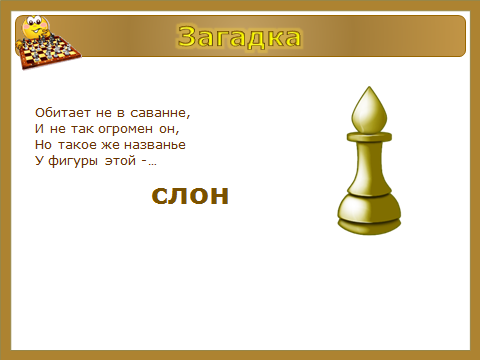 Загадка
Обитает не в саванне,
И не так огромен он,
Но такое же названье
У фигуры этой -…
слон